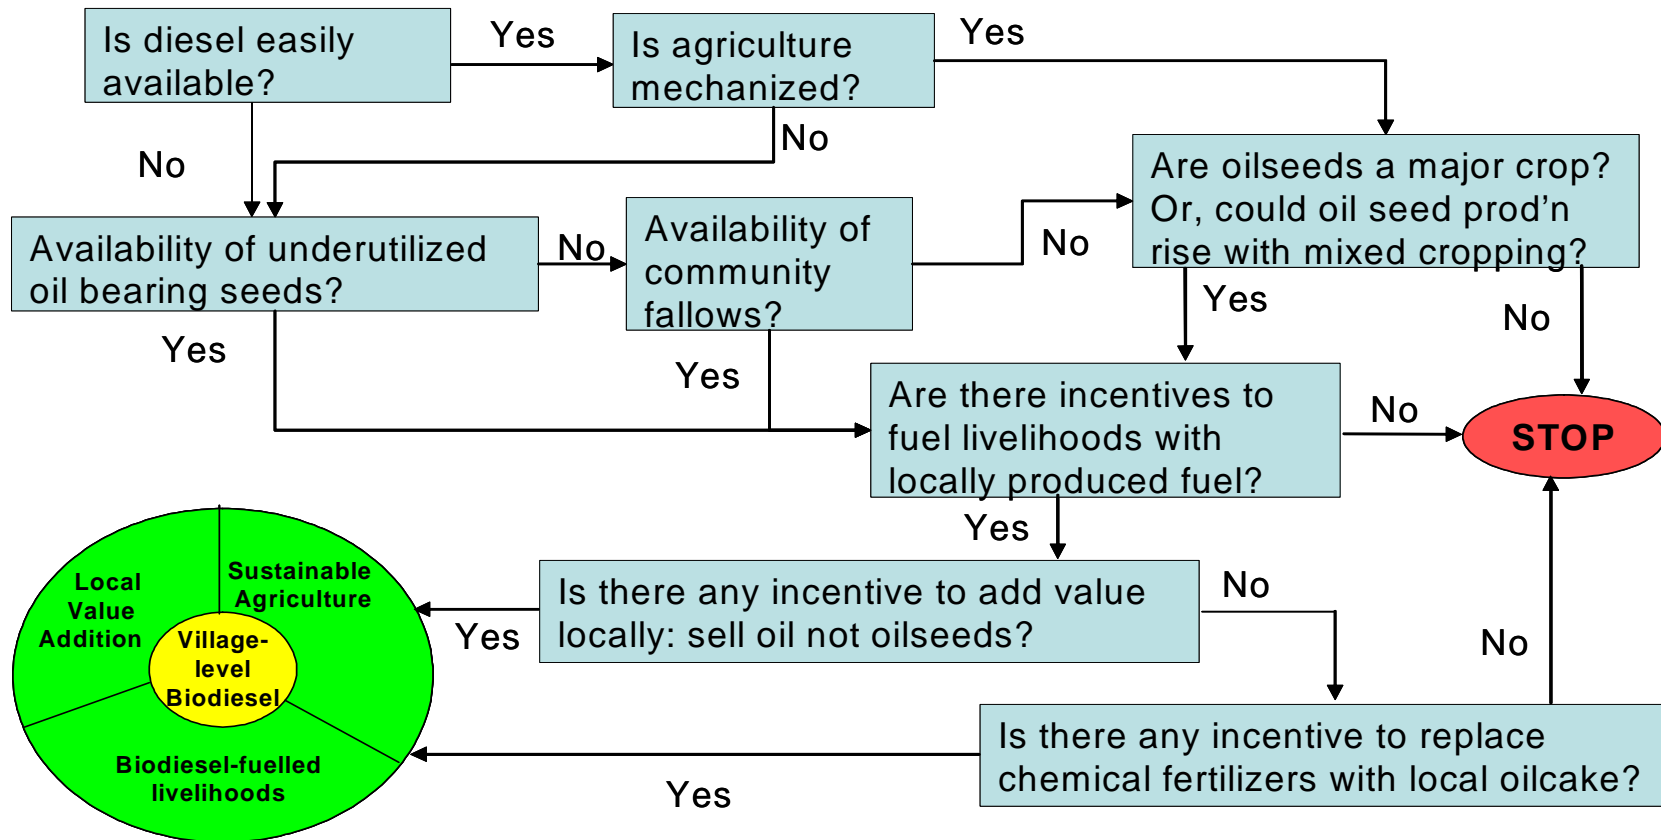 Is diesel easily
available?
Yes
Is agriculture
mechanized?
Yes
No
No
Are oilseeds a major crop?
Or, could oil seed prod’n
rise with mixed cropping?
Availability of underutilized
oil bearing seeds?
No
Availability of
community
fallows?
No
Yes
No
Yes
Yes
Are there incentives to
fuel livelihoods with
locally produced fuel?
No
STOP
Yes
Is there any incentive to add value
locally: sell oil not oilseeds?
No
Yes
No
Local
Value
Addition
Sustainable
Agriculture
Village-
level
Biodiesel
Biodiesel-fuelled
livelihoods
Is there any incentive to replace
chemical fertilizers with local oilcake?
Yes